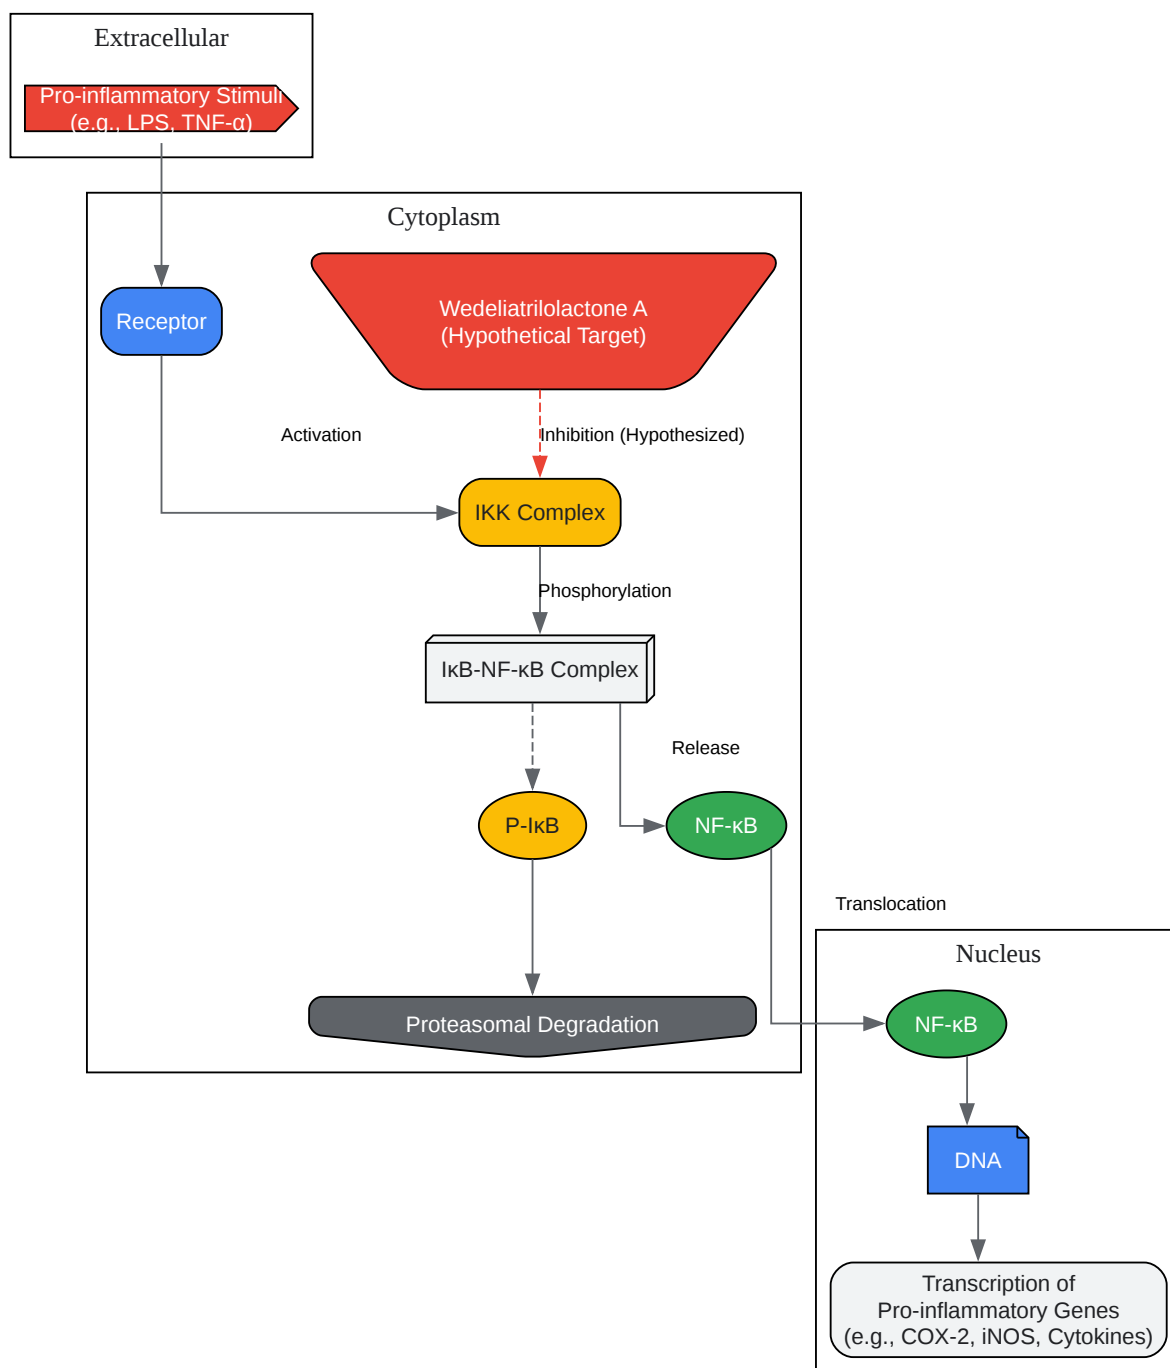 Extracellular
Pro-inflammatory Stimuli
(e.g., LPS, TNF-α)
Cytoplasm
Receptor
Wedeliatrilolactone A
(Hypothetical Target)
Activation
Inhibition (Hypothesized)
IKK Complex
Phosphorylation
IκB-NF-κB Complex
Release
P-IκB
NF-κB
Translocation
Proteasomal Degradation
Nucleus
NF-κB
DNA
Transcription of
Pro-inflammatory Genes
(e.g., COX-2, iNOS, Cytokines)